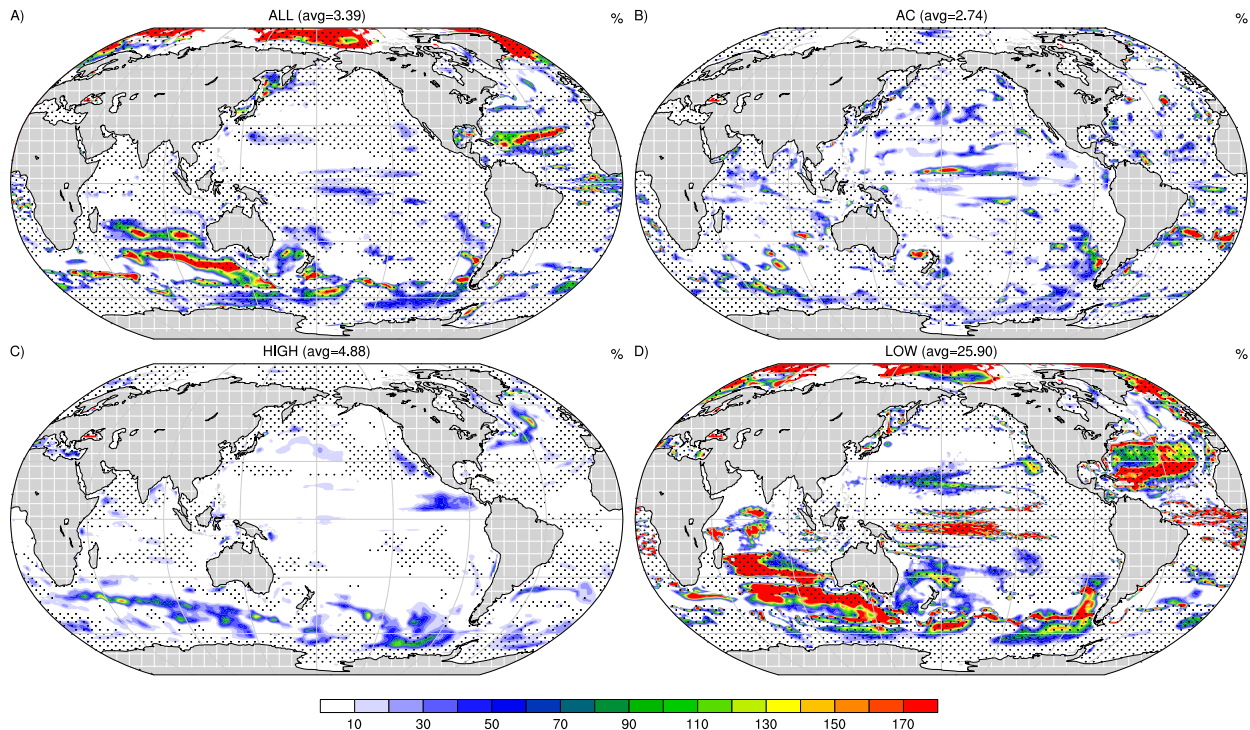 A) ALL (avg=3.39) %
B) AC (avg=2.74) %
C) HIGH (avg=4.88) %
D) LOW (avg=25.90) %
10 30 50 70 90 110 130 150 170